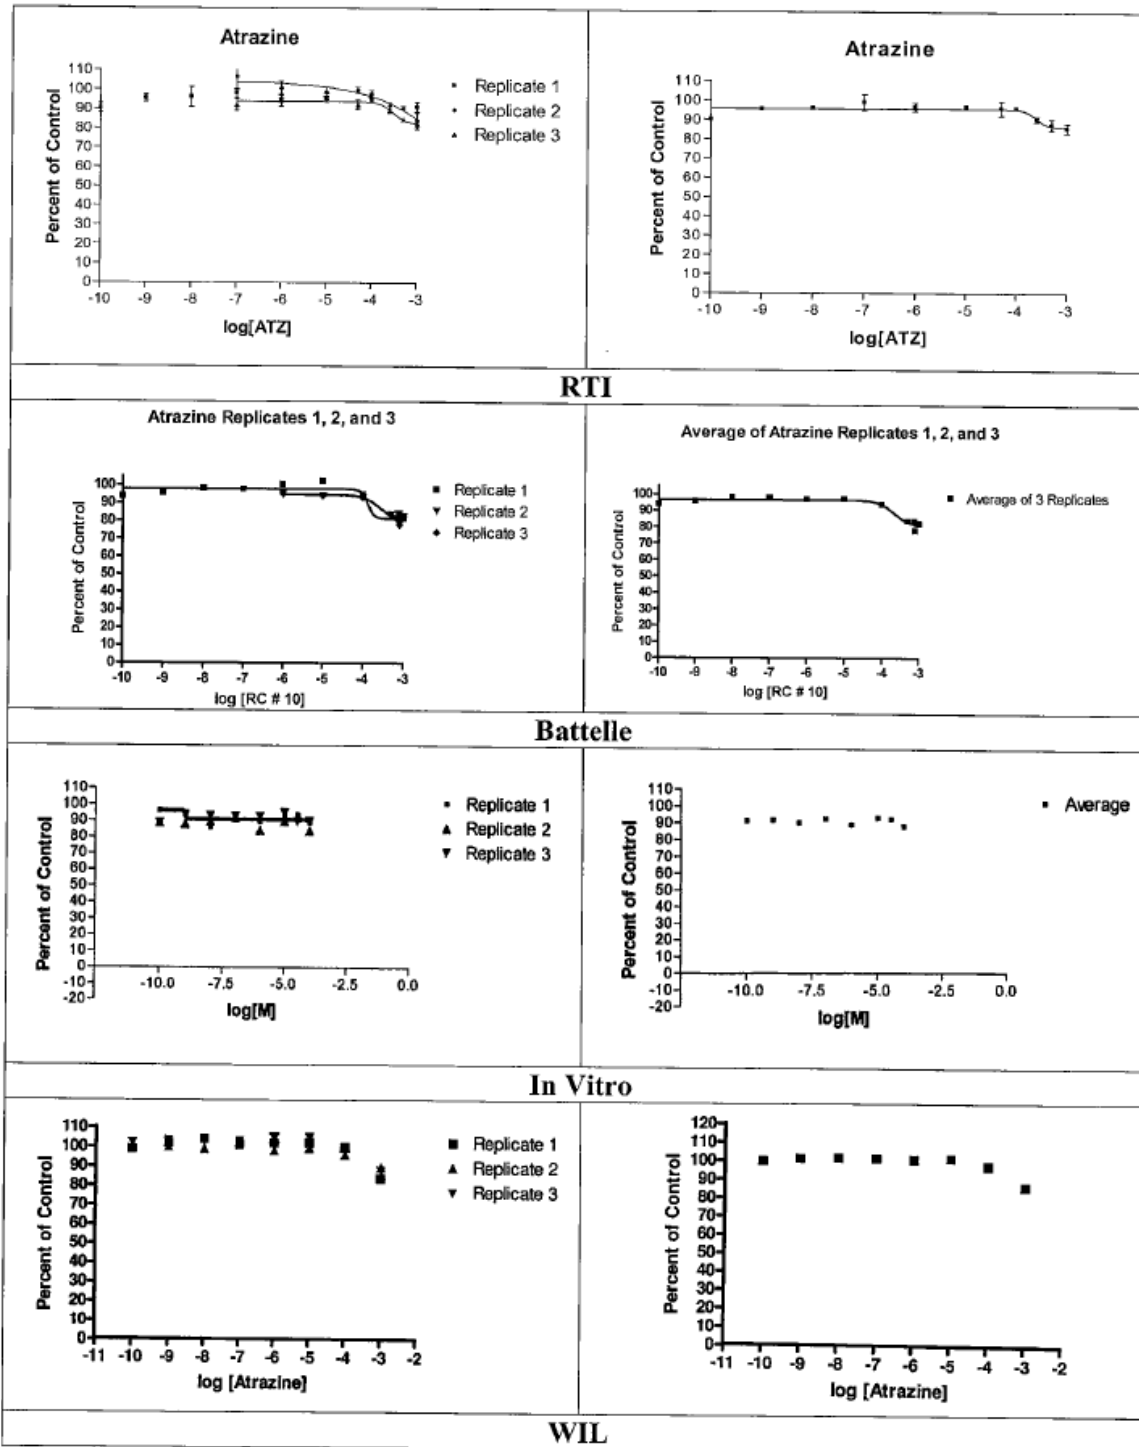 Atrazine
110
100
90
80
70
60
50
40
30
20
10
0
Percent of Control
-10 -9 -8 -7 -6 -5 -4 -3
log[ATZ]
Replicate 1
Replicate 2
Replicate 3
Atrazine
110
100
90
80
70
60
50
40
30
20
10
0
Percent of Control
-10 -9 -8 -7 -6 -5 -4 -3
log[ATZ]
RTI
Atrazine Replicates 1, 2, and 3
100
90
80
70
60
50
40
30
20
10
0
Percent of Control
-10 -9 -8 -7 -6 -5 -4 -3
log [RC # 10]
Replicate 1
Replicate 2
Replicate 3
Average of Atrazine Replicates 1, 2, and 3
100
90
80
70
60
50
40
30
20
10
0
Percent of Control
-10 -9 -8 -7 -6 -5 -4 -3
log [RC # 10]
Average of 3 Replicates
Battelle
110
100
90
80
70
60
50
40
30
20
10
0
-10
-20
Percent of Control
-10.0 -7.5 -5.0 -2.5 0.0
log[M]
Replicate 1
Replicate 2
Replicate 3
110
100
90
80
70
60
50
40
30
20
10
0
-10
-20
Percent of Control
-10.0 -7.5 -5.0 -2.5 0.0
log[M]
Average
In Vitro
110
100
90
80
70
60
50
40
30
20
10
0
Percent of Control
-11 -10 -9 -8 -7 -6 -5 -4 -3 -2
log [Atrazine]
Replicate 1
Replicate 2
Replicate 3
120
110
100
90
80
70
60
50
40
30
20
10
0
Percent of Control
-11 -10 -9 -8 -7 -6 -5 -4 -3 -2
log [Atrazine]
WIL